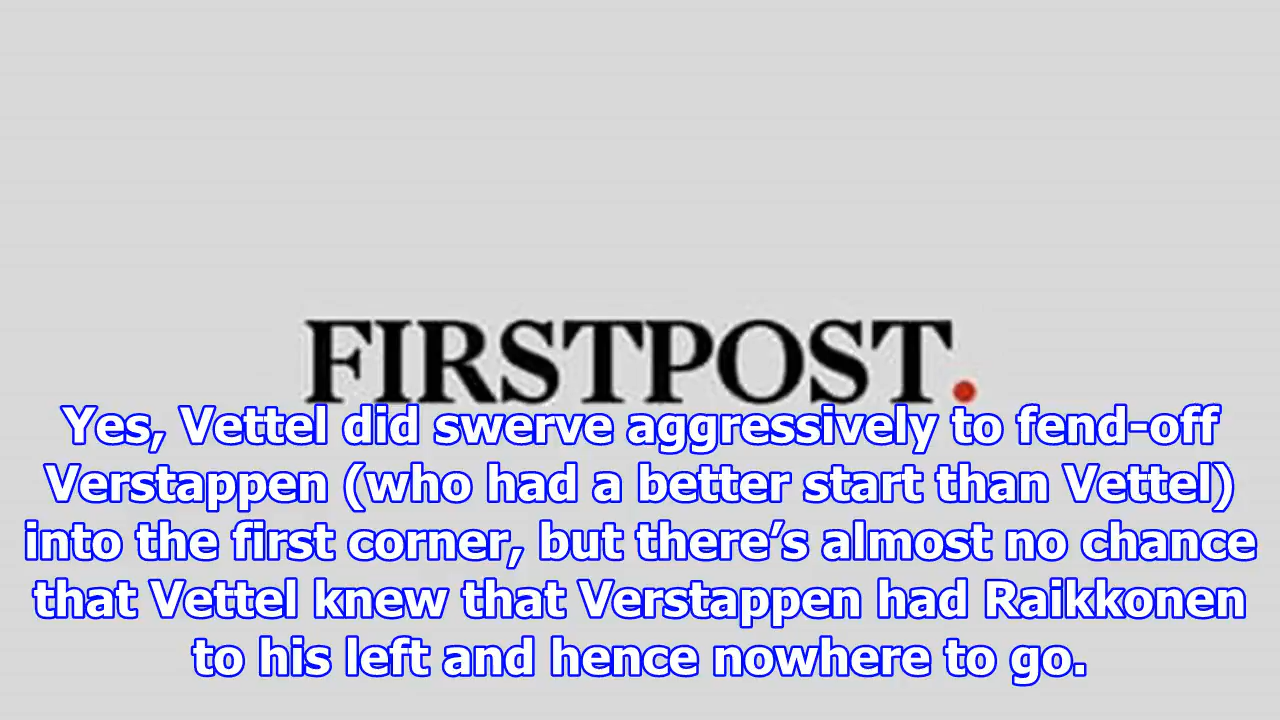 FIRSTPOST.
Yes, Vettel did swerve aggressively to fend-off
Verstappen (who had a better start than Vettel)
into the first corner, but there’s almost no chance
that Vettel knew that Verstappen had Raikkonen
to his left and hence nowhere to go.